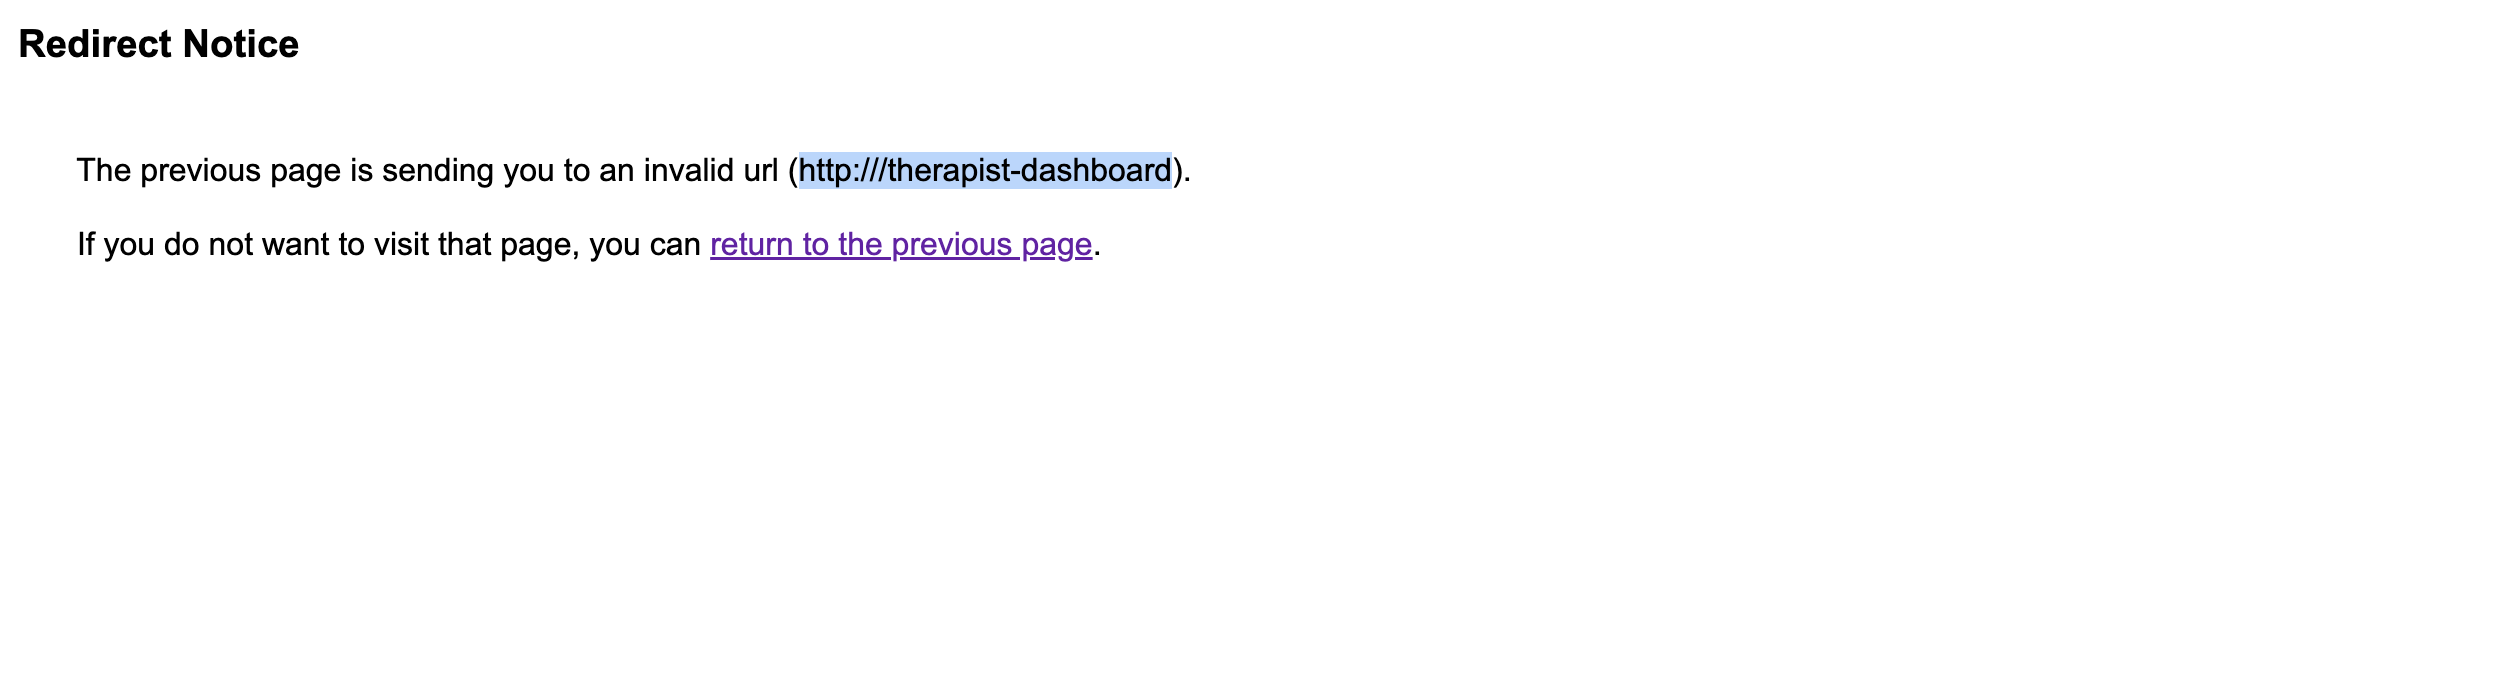 Redirect Notice
The previous page is sending you to an invalid url (http:///therapist-dashboard).
If you do not want to visit that page, you can return to the previous page.